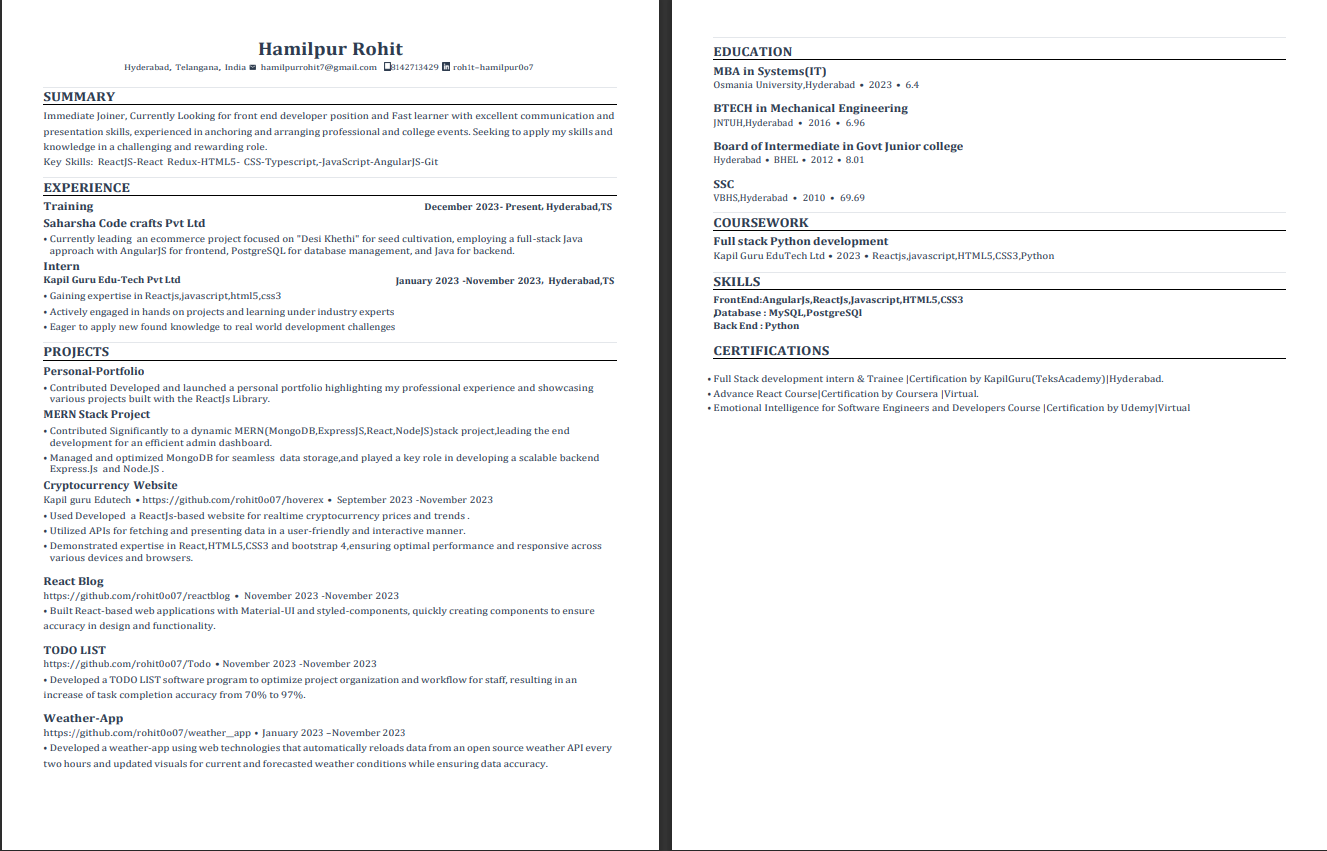 Hamilpur Rohit
Hyderabad, Telangana, India hamilpurrohit7@gmail.com 8142713429 roh1t-hamilpur0o7
SUMMARY
Immediate Joiner, Currently Looking for front end developer position and Fast learner with excellent communication and
presentation skills, experienced in anchoring and arranging professional and college events. Seeking to apply my skills and
knowledge in a challenging and rewarding role.
Key Skills: ReactJS-React Redux-HTML5- CSS-Typescript,-JavaScript-AngularJS-Git
EXPERIENCE
Training December 2023- Present, Hyderabad,TS
Saharsha Code crafts Pvt Ltd
• Currently leading an ecommerce project focused on "Desi Khethi" for seed cultivation, employing a full-stack Java
approach with AngularJS for frontend, PostgreSQL for database management, and Java for backend.
Intern
Kapil Guru Edu-Tech Pvt Ltd January 2023 -November 2023, Hyderabad,TS
• Gaining expertise in Reactjs,javascript,html5,css3
• Actively engaged in hands on projects and learning under industry experts
• Eager to apply new found knowledge to real world development challenges
PROJECTS
Personal-Portfolio
• Contributed Developed and launched a personal portfolio highlighting my professional experience and showcasing
various projects built with the ReactJs Library.
MERN Stack Project
• Contributed Significantly to a dynamic MERN(MongoDB,ExpressJS,React,NodeJS)stack project,leading the end
development for an efficient admin dashboard.
• Managed and optimized MongoDB for seamless data storage,and played a key role in developing a scalable backend
Express.Js and Node.JS .
Cryptocurrency Website
Kapil guru Edutech • https://github.com/rohit0o07/hoverex • September 2023 -November 2023
• Used Developed a ReactJs-based website for realtime cryptocurrency prices and trends .
• Utilized APIs for fetching and presenting data in a user-friendly and interactive manner.
• Demonstrated expertise in React,HTML5,CSS3 and bootstrap 4,ensuring optimal performance and responsive across
various devices and browsers.
React Blog
https://github.com/rohit0o07/reactblog • November 2023 -November 2023
• Built React-based web applications with Material-UI and styled-components, quickly creating components to ensure
accuracy in design and functionality.
TODO LIST
https://github.com/rohit0o07/Todo • November 2023 -November 2023
• Developed a TODO LIST software program to optimize project organization and workflow for staff, resulting in an
increase of task completion accuracy from 70% to 97%.
Weather-App
https://github.com/rohit0o07/weather_app • January 2023 –November 2023
• Developed a weather-app using web technologies that automatically reloads data from an open source weather API every
two hours and updated visuals for current and forecasted weather conditions while ensuring data accuracy.
EDUCATION
MBA in Systems(IT)
Osmania University,Hyderabad • 2023 • 6.4
BTECH in Mechanical Engineering
JNTUH,Hyderabad • 2016 • 6.96
Board of Intermediate in Govt Junior college
Hyderabad • BHEL • 2012 • 8.01
SSC
VBHS,Hyderabad • 2010 • 69.69
COURSEWORK
Full stack Python development
Kapil Guru EduTech Ltd • 2023 • Reactjs,javascript,HTML5,CSS3,Python
SKILLS
FrontEnd:AngularJs,ReactJs,Javascript,HTML5,CSS3
Database : MySQL,PostgreSQl
Back End : Python
CERTIFICATIONS
• Full Stack development intern & Trainee |Certification by KapilGuru(TeksAcademy)|Hyderabad.
• Advance React Course|Certification by Coursera |Virtual.
• Emotional Intelligence for Software Engineers and Developers Course |Certification by Udemy|Virtual